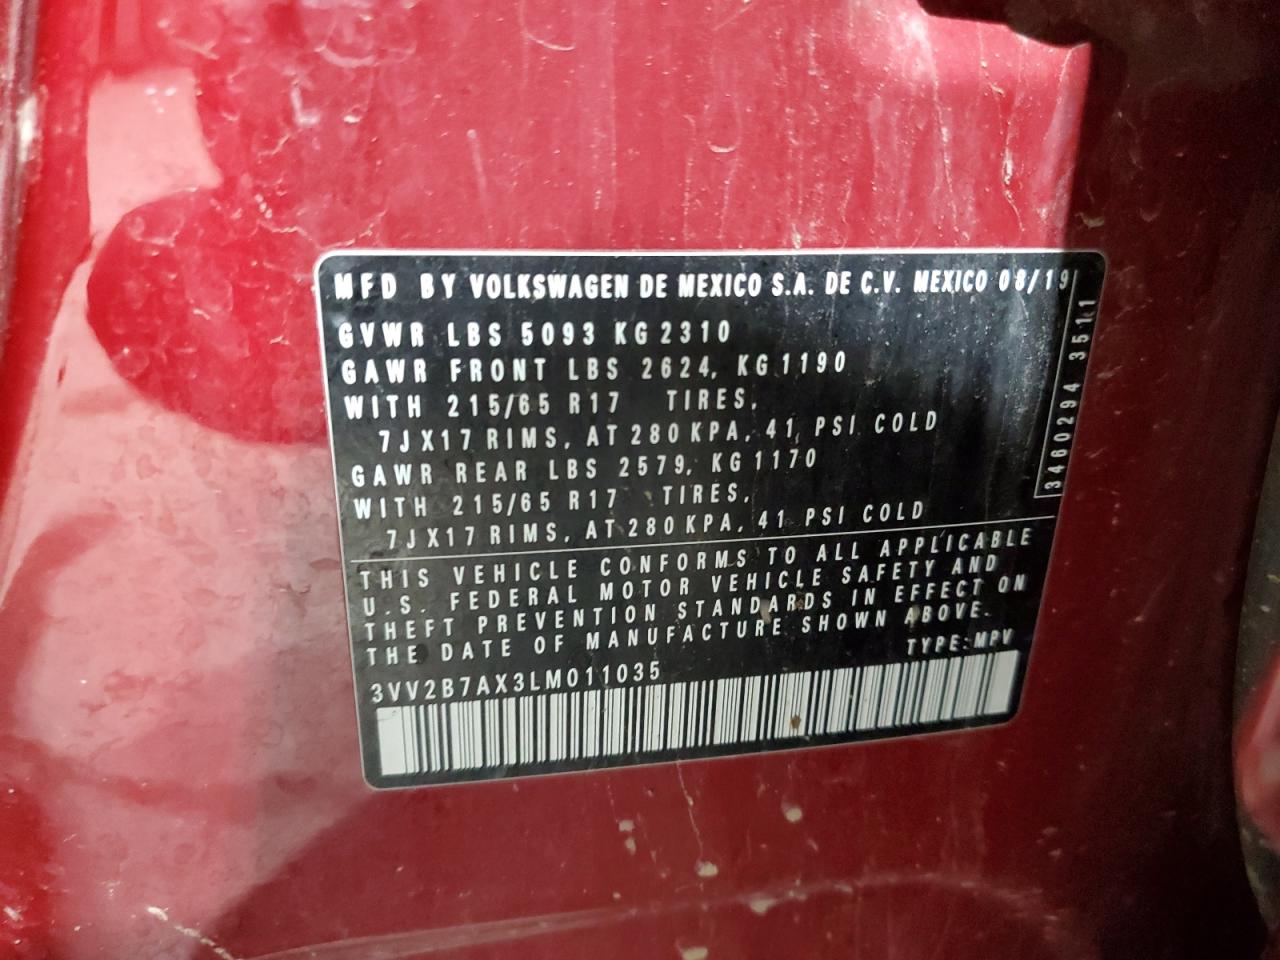 MFD BY VOLKSWAGEN DE MEXICO S.A. DE C.V. MEXICO 08/19
GVWR LBS 5093 KG 2310
GAWR FRONT LBS 2624, KG 1190
WITH 215/65 R17 TIRES,
7JX17 RIMS, AT 280 KPA, 41 PSI COLD
GAWR REAR LBS 2579, KG 1170
WITH 215/65 R17 TIRES,
7JX17 RIMS, AT 280 KPA, 41 PSI COLD
3460294 3511
THIS VEHICLE CONFORMS TO ALL APPLICABLE
U.S. FEDERAL MOTOR VEHICLE SAFETY AND
THEFT PREVENTION STANDARDS IN EFFECT ON
THE DATE OF MANUFACTURE SHOWN ABOVE.
TYPE: MPV
3VV2B7AX3LM011035